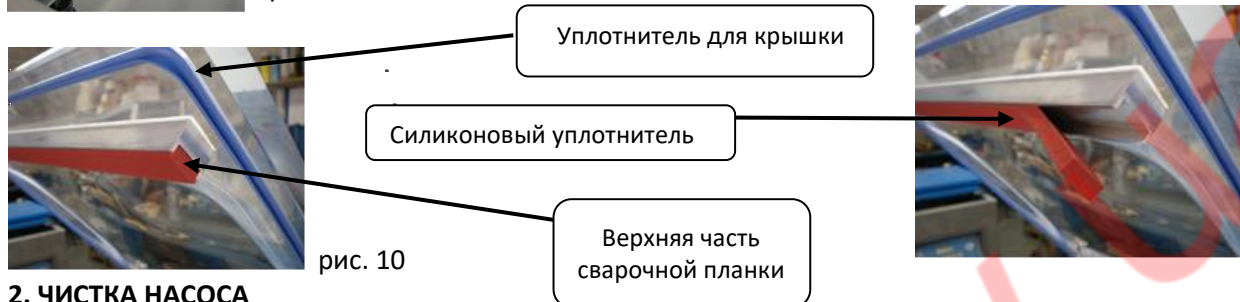 Уплотнитель для крышки
Силиконовый уплотнитель
Верхняя часть
сварочной планки
рис. 10
2. ЧИСТКА НАСОСА